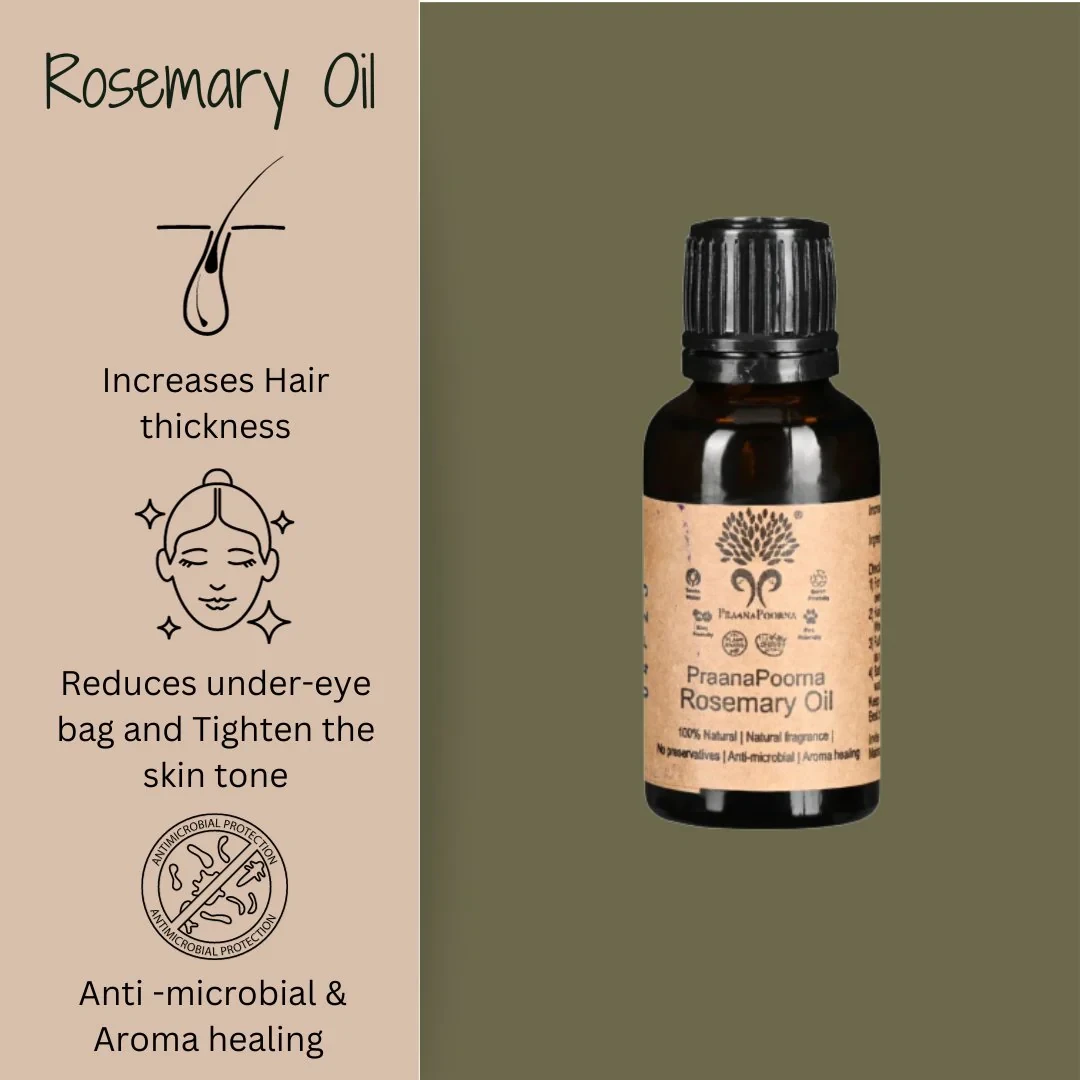 Rosemary Oil
Increases Hair
thickness
Reduces under-eye
bag and Tighten the
skin tone
ANTIMICROBIAL PROTECTION
ANTIMICROBIAL PROTECTION
Anti -microbial &
Aroma healing
®
PRAANAPOORNA
PraanaPoorna
Rosemary Oil
100% Natural | Natural fragrance |
No preservatives | Anti-microbial | Aroma healing